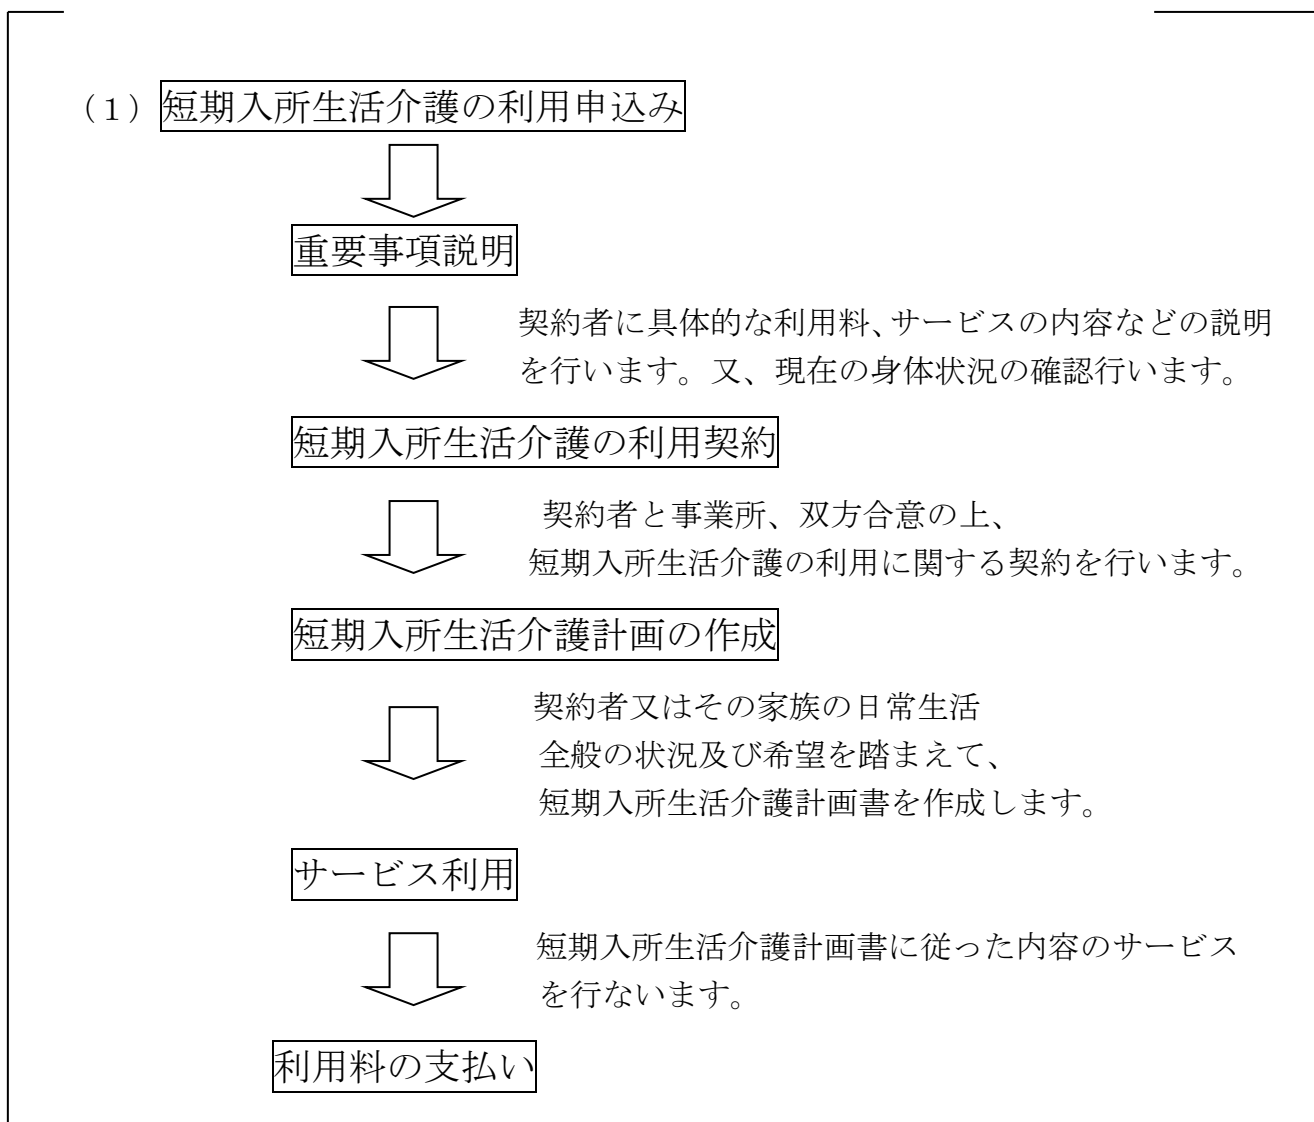 （１）短期入所生活介護の利用申込み
重要事項説明
契約者に具体的な利用料、サービスの内容などの説明
を行います。又、現在の身体状況の確認行います。
短期入所生活介護の利用契約
契約者と事業所、双方合意の上、
短期入所生活介護の利用に関する契約を行います。
短期入所生活介護計画の作成
契約者又はその家族の日常生活
全般の状況及び希望を踏まえて、
短期入所生活介護計画書を作成します。
サービス利用
短期入所生活介護計画書に従った内容のサービス
を行ないます。
利用料の支払い